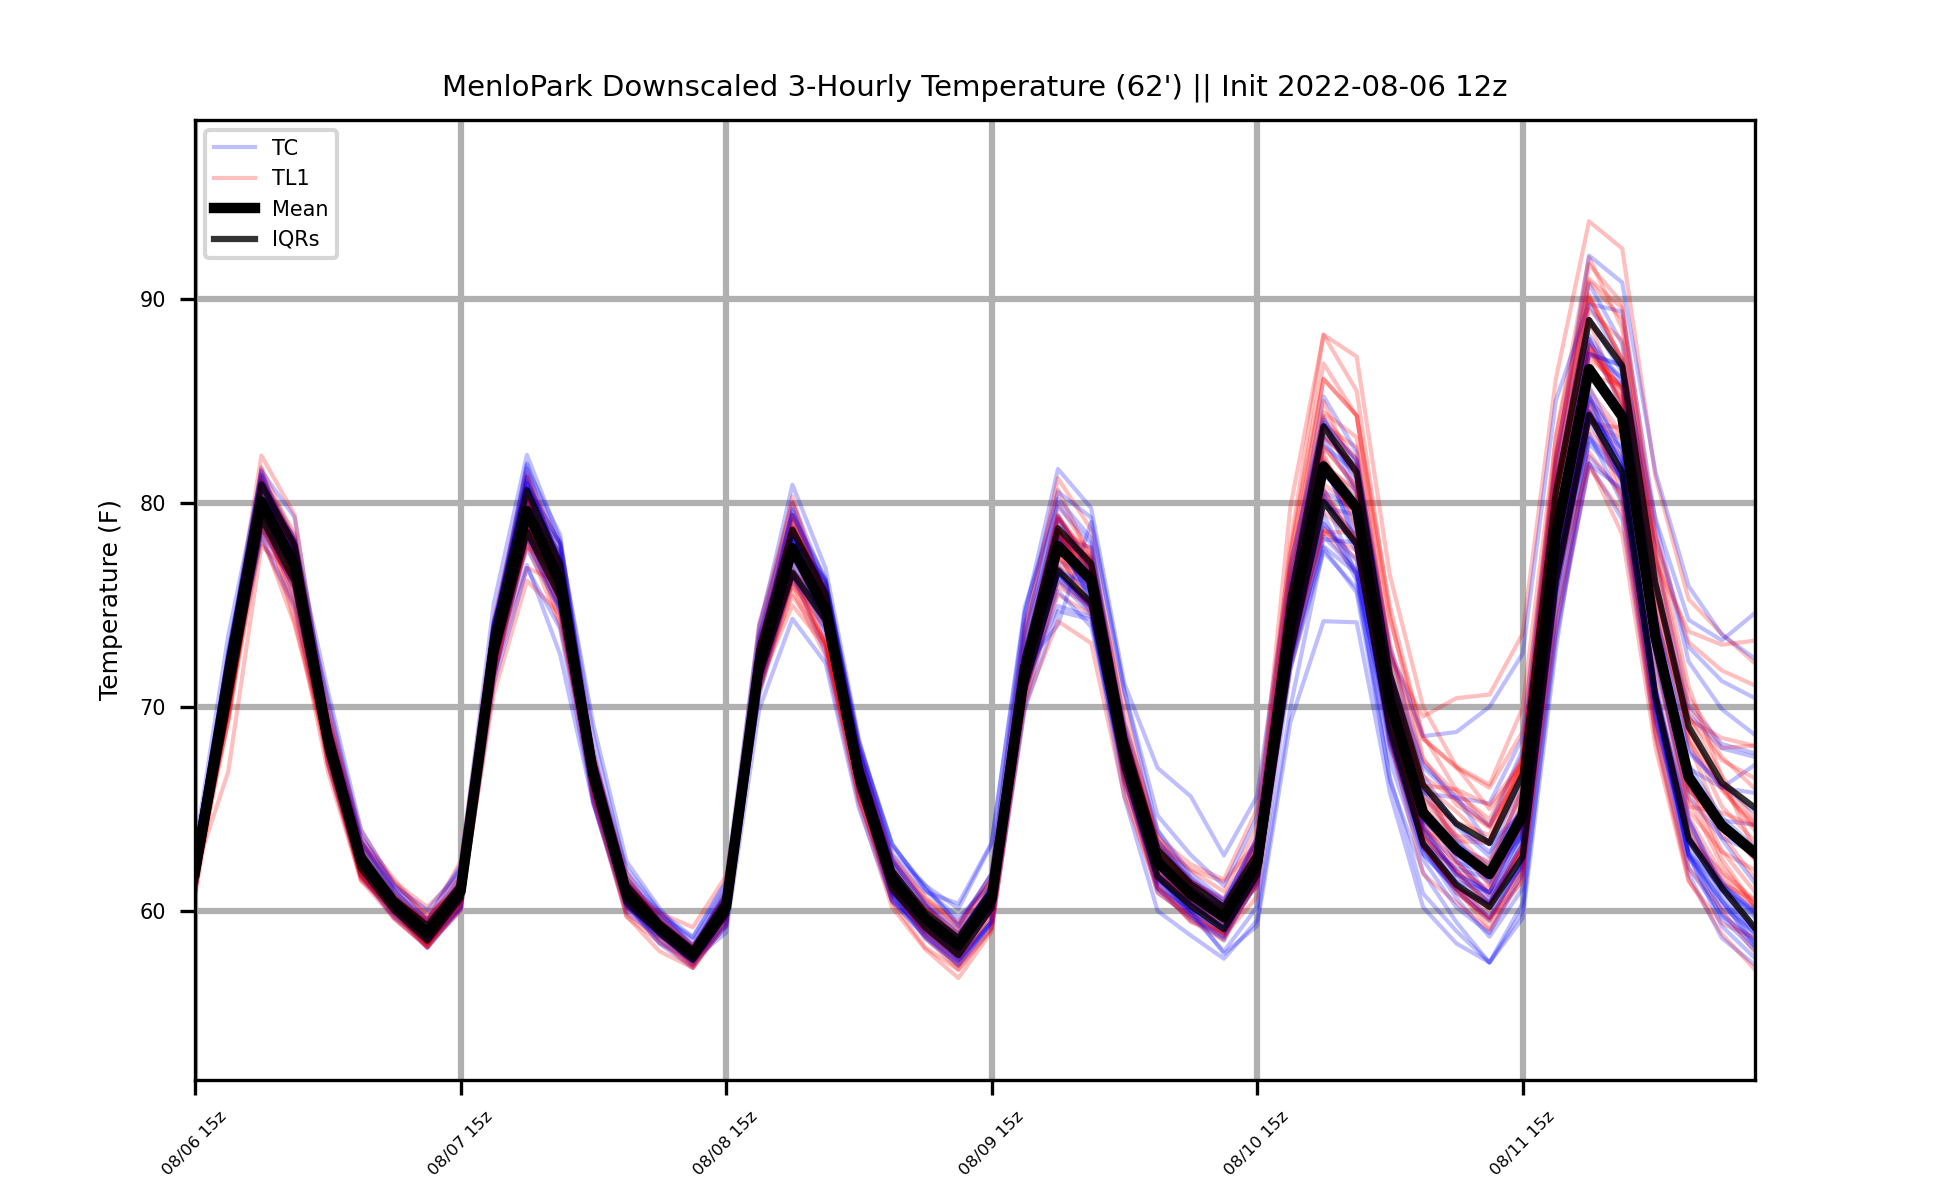 MenloPark Downscaled 3-Hourly Temperature (62') || Init 2022-08-06 12z
TC
TL1
Mean
IQRs
Temperature (F)
90
80
70
60
08/06 15z
08/07 15z
08/08 15z
08/09 15z
08/10 15z
08/11 15z